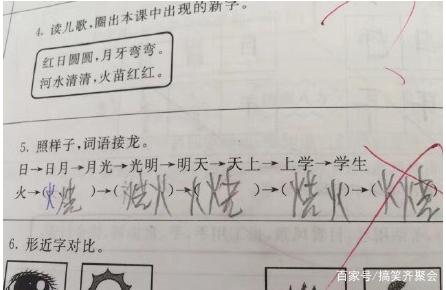 4. 读儿歌,圈出本课中出现的新字。
红日圆圆,月牙弯弯。
河水清清,火苗红红。
5. 照样子,词语接龙。
日→日月→月光→光明→明天→天上→上学→学生
火→(火烧)→(烧火)→(火烧)→(烧火)→(火烧
6. 形近字对比。
百家号/搞笑齐聚会